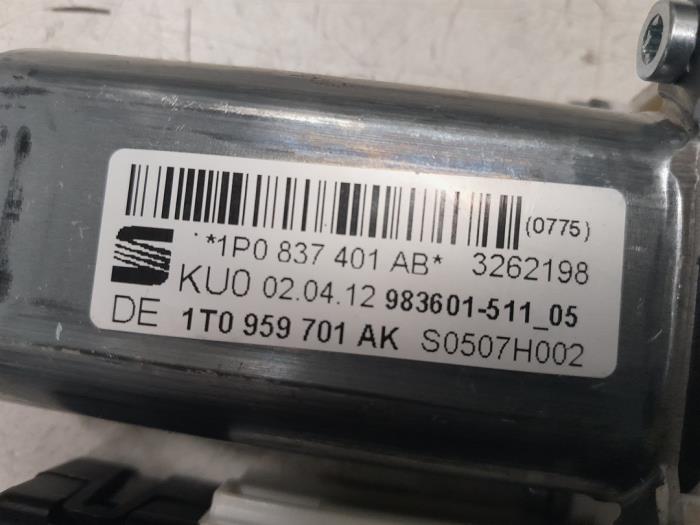 (0775)
*1P0 837 401 AB* 3262198
KU0 02.04.12 983601-511_05
DE 1T0 959 701 AK S0507H002